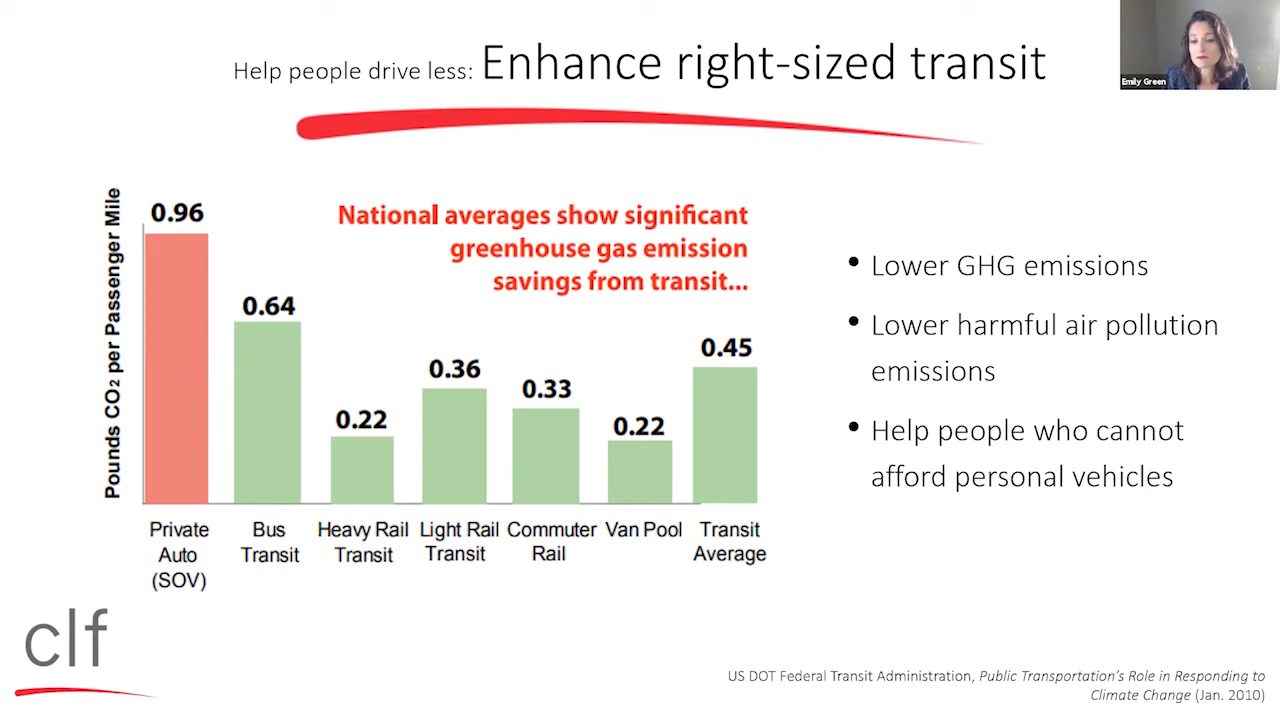 Help people drive less: Enhance right-sized transit
Emily Green
Pounds CO₂ per Passenger Mile
National averages show significant
greenhouse gas emission
savings from transit...
0.96
0.64
0.22
0.36
0.33
0.22
0.45
Private
Auto
(SOV)
Bus
Transit
Heavy Rail
Transit
Light Rail
Transit
Commuter
Rail
Van Pool
Transit
Average
• Lower GHG emissions
• Lower harmful air pollution
emissions
• Help people who cannot
afford personal vehicles
clf
US DOT Federal Transit Administration, Public Transportation’s Role in Responding to
Climate Change (Jan. 2010)